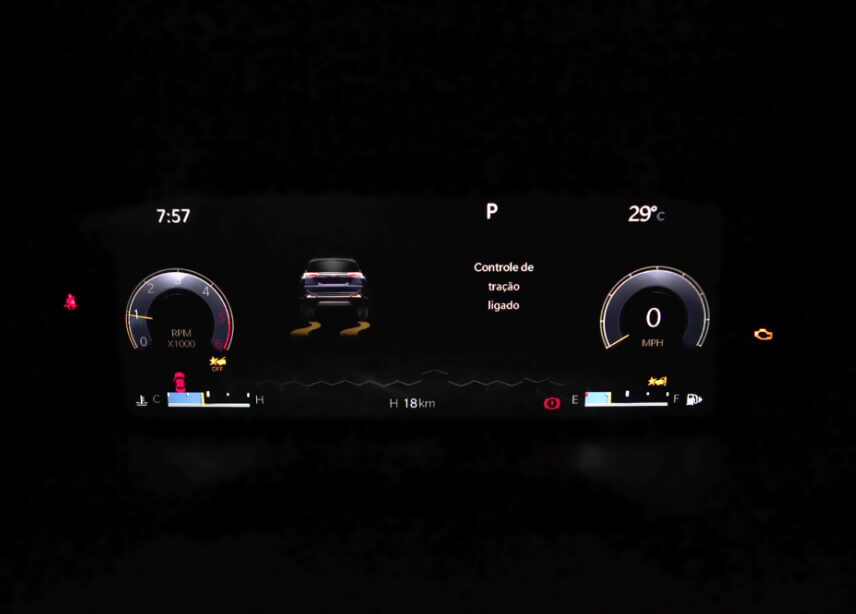 7:57
P
29°C
Controle de
tração
ligado
0
1
2
3
4
5
6
RPM
X1000
0
MPH
OFF
C
H
H 18km
E
F